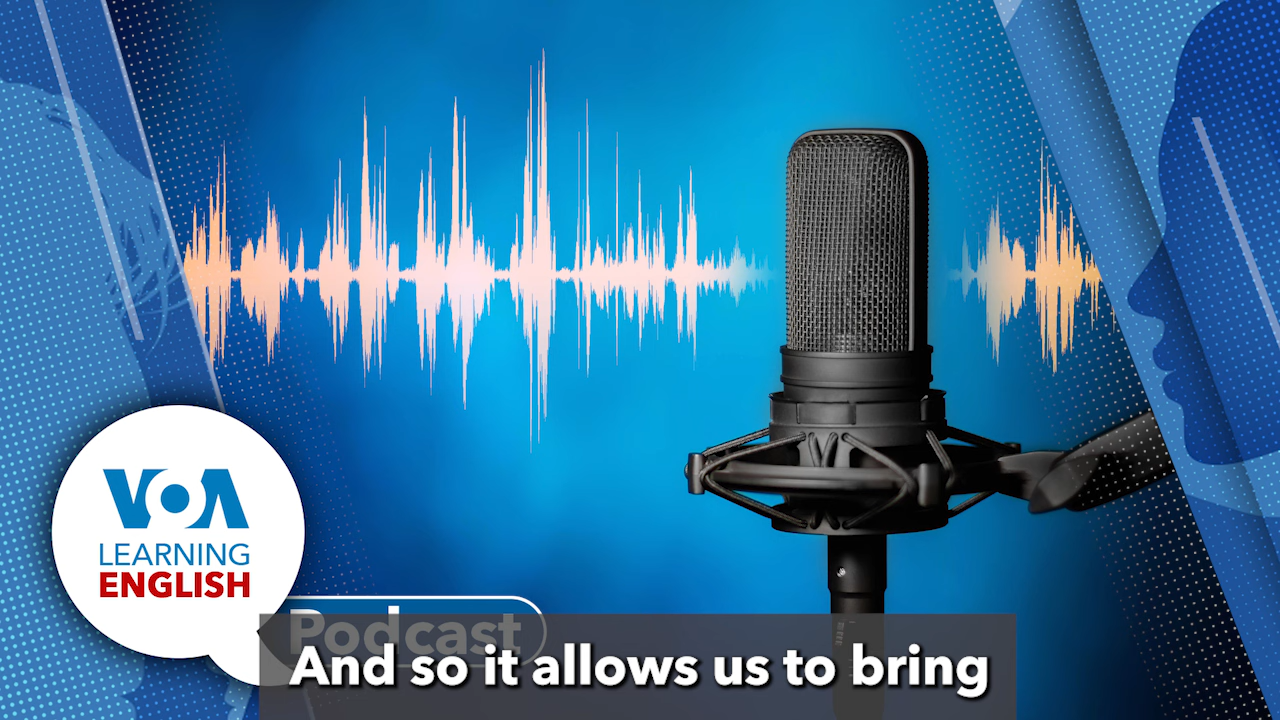 VOA
LEARNING
ENGLISH
Podcast
And so it allows us to bring